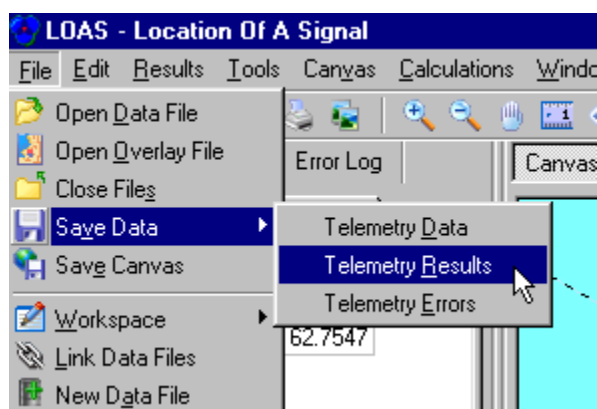 LOAS - Location Of A Signal
File Edit Results Tools Canvas Calculations Windo
Open Data File
Open Overlay File
Error Log
Canvas
Close Files
Save Data
Telemetry Data
Save Canvas
Telemetry Results
Telemetry Errors
Workspace
62.7547
Link Data Files
New Data File
1